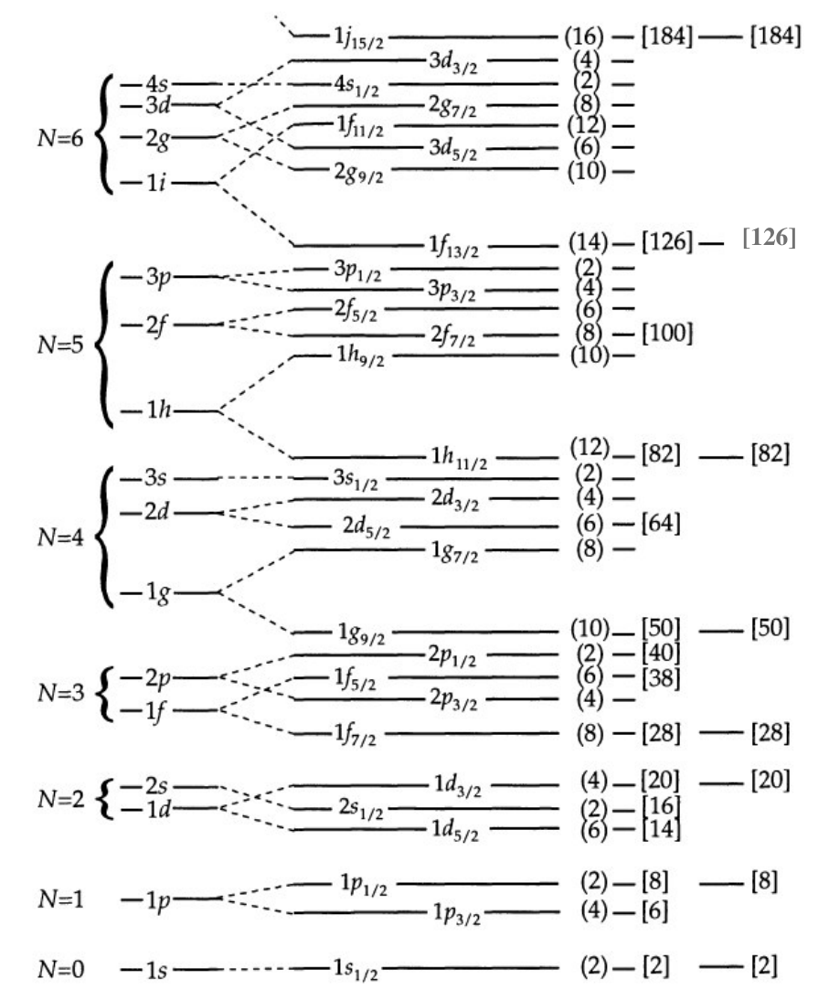 1j15/2 (16) [184] [184]
3d3/2 (4)
4s 4s1/2 (2)
3d 2g7/2 (8)
1f11/2 (12)
N=6 2g 3d5/2 (6)
2g9/2 (10)
1i
1f13/2 (14) [126] [126]
3p 3p1/2 (2)
3p3/2 (4)
2f5/2 (6)
2f 2f7/2 (8) [100]
N=5 1h9/2 (10)
1h
1h11/2 (12) [82] [82]
3s 3s1/2 (2)
2d3/2 (4)
2d 2d5/2 (6) [64]
N=4 1g7/2 (8)
1g
1g9/2 (10) [50] [50]
2p1/2 (2) [40]
2p 1f5/2 (6) [38]
N=3 2p3/2 (4)
1f
1f7/2 (8) [28] [28]
2s 1d3/2 (4) [20] [20]
N=2 1d 2s1/2 (2) [16]
1d5/2 (6) [14]
1p1/2 (2) [8] [8]
N=1 1p 1p3/2 (4) [6]
N=0 1s 1s1/2 (2) [2] [2]